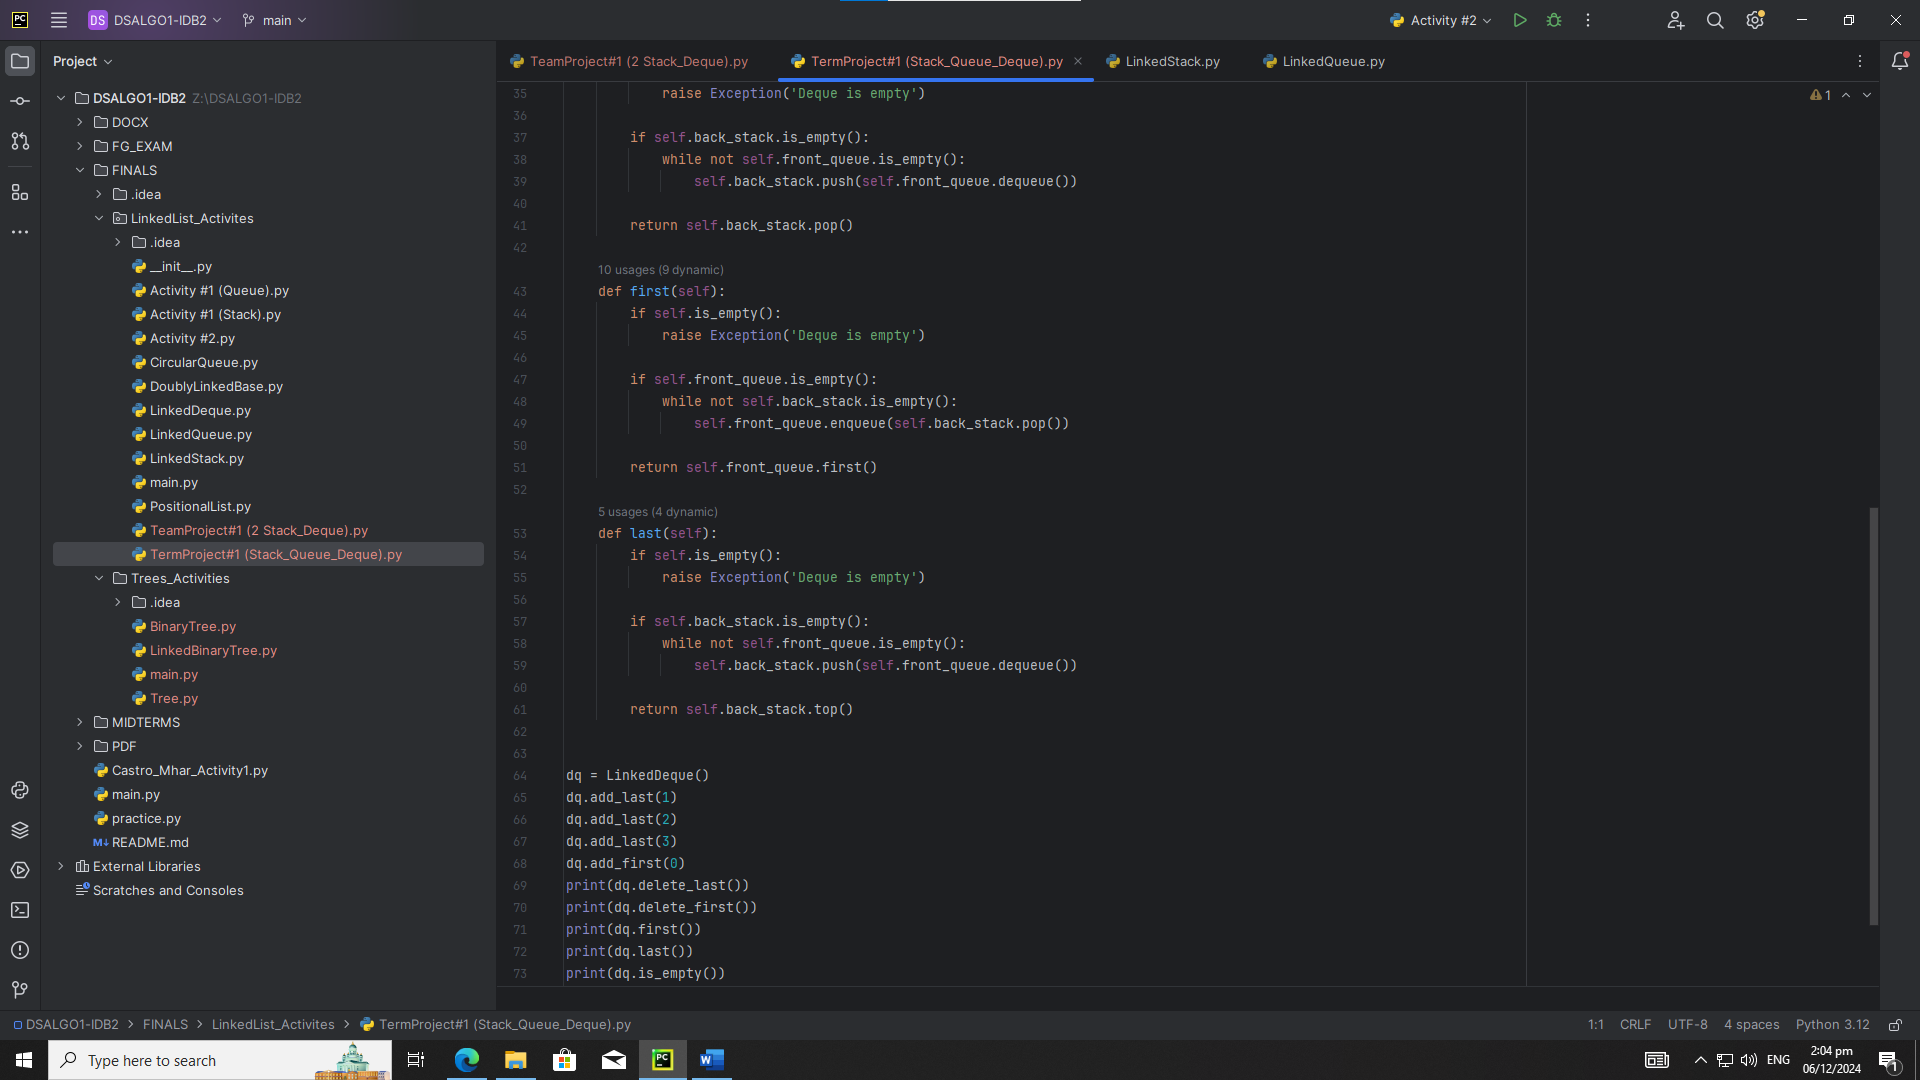 PC
DS DSALGO1-IDB2 main
Activity #2
Project
DSALGO1-IDB2 Z:\DSALGO1-IDB2
DOCX
FG_EXAM
FINALS
.idea
LinkedList_Activites
.idea
__init__.py
Activity #1 (Queue).py
Activity #1 (Stack).py
Activity #2.py
CircularQueue.py
DoublyLinkedBase.py
LinkedDeque.py
LinkedQueue.py
LinkedStack.py
main.py
PositionalList.py
TeamProject#1 (2 Stack_Deque).py
TermProject#1 (Stack_Queue_Deque).py
Trees_Activities
.idea
BinaryTree.py
LinkedBinaryTree.py
main.py
Tree.py
MIDTERMS
PDF
Castro_Mhar_Activity1.py
main.py
practice.py
M↓ README.md
External Libraries
Scratches and Consoles
TeamProject#1 (2 Stack_Deque).py TermProject#1 (Stack_Queue_Deque).py LinkedStack.py LinkedQueue.py
1
35 raise Exception('Deque is empty')
36
37 if self.back_stack.is_empty():
38 while not self.front_queue.is_empty():
39 self.back_stack.push(self.front_queue.dequeue())
40
41 return self.back_stack.pop()
42
10 usages (9 dynamic)
43 def first(self):
44 if self.is_empty():
45 raise Exception('Deque is empty')
46
47 if self.front_queue.is_empty():
48 while not self.back_stack.is_empty():
49 self.front_queue.enqueue(self.back_stack.pop())
50
51 return self.front_queue.first()
52
5 usages (4 dynamic)
53 def last(self):
54 if self.is_empty():
55 raise Exception('Deque is empty')
56
57 if self.back_stack.is_empty():
58 while not self.front_queue.is_empty():
59 self.back_stack.push(self.front_queue.dequeue())
60
61 return self.back_stack.top()
62
63
64 dq = LinkedDeque()
65 dq.add_last(1)
66 dq.add_last(2)
67 dq.add_last(3)
68 dq.add_first(0)
69 print(dq.delete_last())
70 print(dq.delete_first())
71 print(dq.first())
72 print(dq.last())
73 print(dq.is_empty())
DSALGO1-IDB2 > FINALS > LinkedList_Activites > TermProject#1 (Stack_Queue_Deque).py
1:1 CRLF UTF-8 4 spaces Python 3.12
Type here to search
PC
W
ENG
2:04 pm
06/12/2024
1